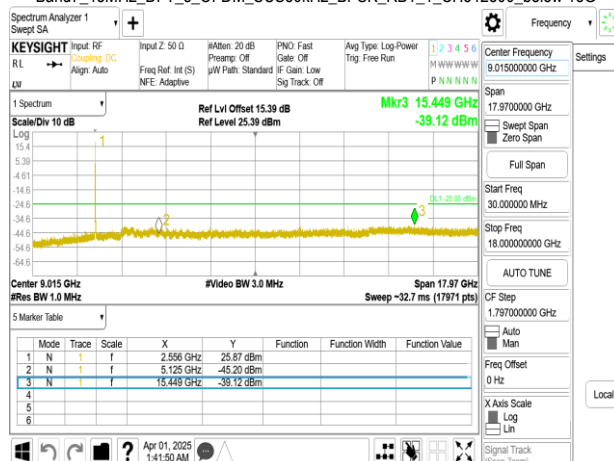 Spectrum Analyzer 1
Swept SA
Frequency
Settings
KEYSIGHT
RL
Input: RF
Coupling: DC
Align: Auto
Input Z: 50 Ω
Freq Ref: Int (S)
NFE: Adaptive
#Atten: 20 dB
Preamp: Off
µW Path: Standard
PNO: Fast
Gate: Off
IF Gain: Low
Sig Track: Off
Avg Type: Log-Power
Trig: Free Run
1 2 3 4 5 6
M W W W W W
P N N N N N
Center Frequency
9.015000000 GHz
Span
17.9700000 GHz
Swept Span
Zero Span
Full Span
Start Freq
30.000000 MHz
Stop Freq
18.000000000 GHz
AUTO TUNE
CF Step
1.797000000 GHz
Auto
Man
Freq Offset
0 Hz
X Axis Scale
Log
Lin
Signal Track
Local
1 Spectrum
Scale/Div 10 dB
Ref Lvl Offset 15.39 dB
Ref Level 25.39 dBm
Mkr3 15.449 GHz
-39.12 dBm
Log
15.4
5.39
-4.61
-14.6
-24.6
-34.6
-44.6
-54.6
-64.6
1
2
3
DL1 -25.00 dBm
Center 9.015 GHz
#Res BW 1.0 MHz
#Video BW 3.0 MHz
Span 17.97 GHz
Sweep ~32.7 ms (17971 pts)
5 Marker Table
Mode Trace Scale X Y Function Function Width Function Value
1 N 1 f 2.556 GHz 25.87 dBm
2 N 1 f 5.125 GHz -45.20 dBm
3 N 1 f 15.449 GHz -39.12 dBm
4
5
6
Apr 01, 2025
1:41:50 AM